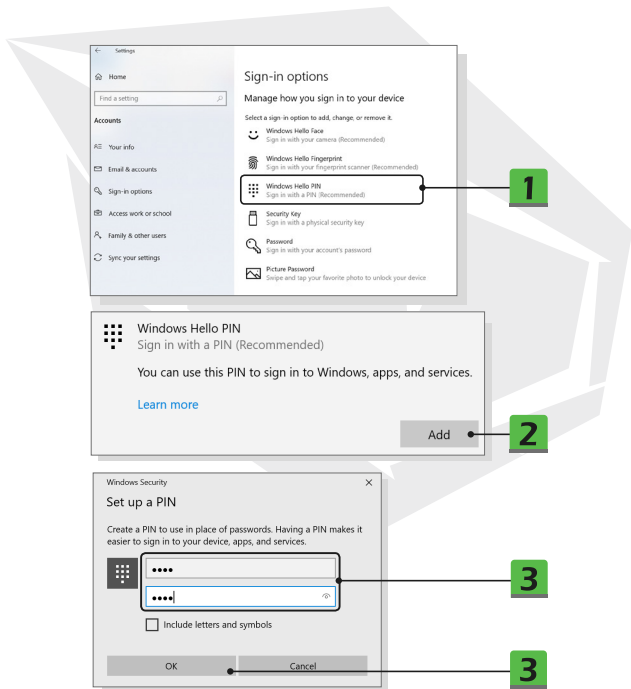 Settings
Home
Find a setting
Accounts
Your info
Email & accounts
Sign-in options
Access work or school
Family & other users
Sync your settings
Sign-in options
Manage how you sign in to your device
Select a sign-in option to add, change, or remove it.
Windows Hello Face
Sign in with your camera (Recommended)
Windows Hello Fingerprint
Sign in with your fingerprint scanner (Recommended)
Windows Hello PIN
Sign in with a PIN (Recommended)
Security Key
Sign in with a physical security key
Password
Sign in with your account's password
Picture Password
Swipe and tap your favorite photo to unlock your device
1
Windows Hello PIN
Sign in with a PIN (Recommended)
You can use this PIN to sign in to Windows, apps, and services.
Learn more
Add
2
Windows Security
Set up a PIN
Create a PIN to use in place of passwords. Having a PIN makes it
easier to sign in to your device, apps, and services.
••••
••••
3
Include letters and symbols
OK Cancel
3